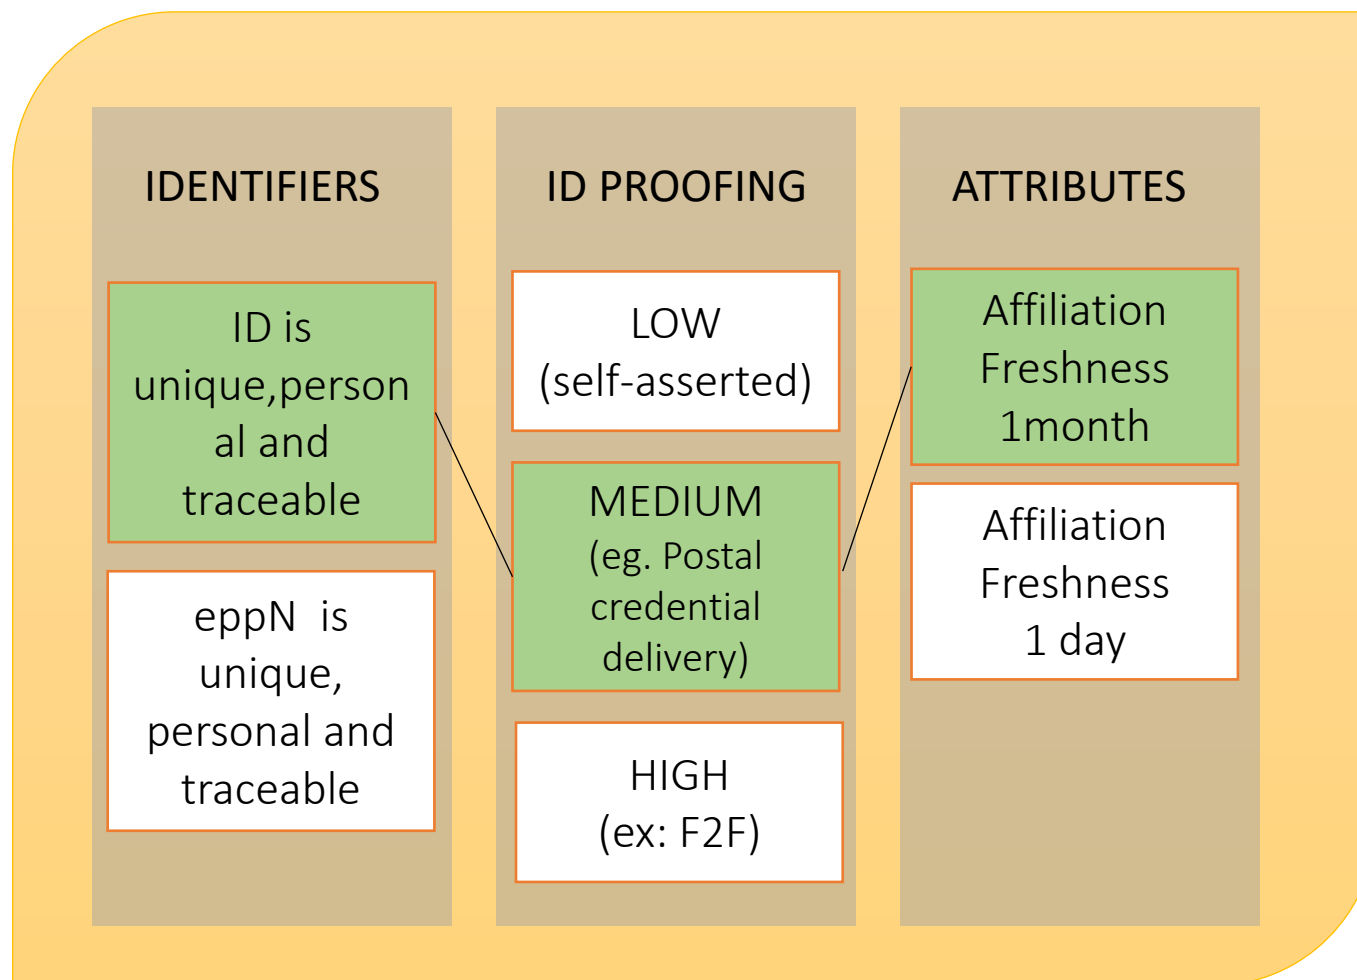 IDENTIFIERS
ID is
unique,person
al and
traceable
eppN is
unique,
personal and
traceable
ID PROOFING
LOW
(self-asserted)
MEDIUM
(eg. Postal
credential
delivery)
HIGH
(ex: F2F)
ATTRIBUTES
Affiliation
Freshness
1month
Affiliation
Freshness
1 day